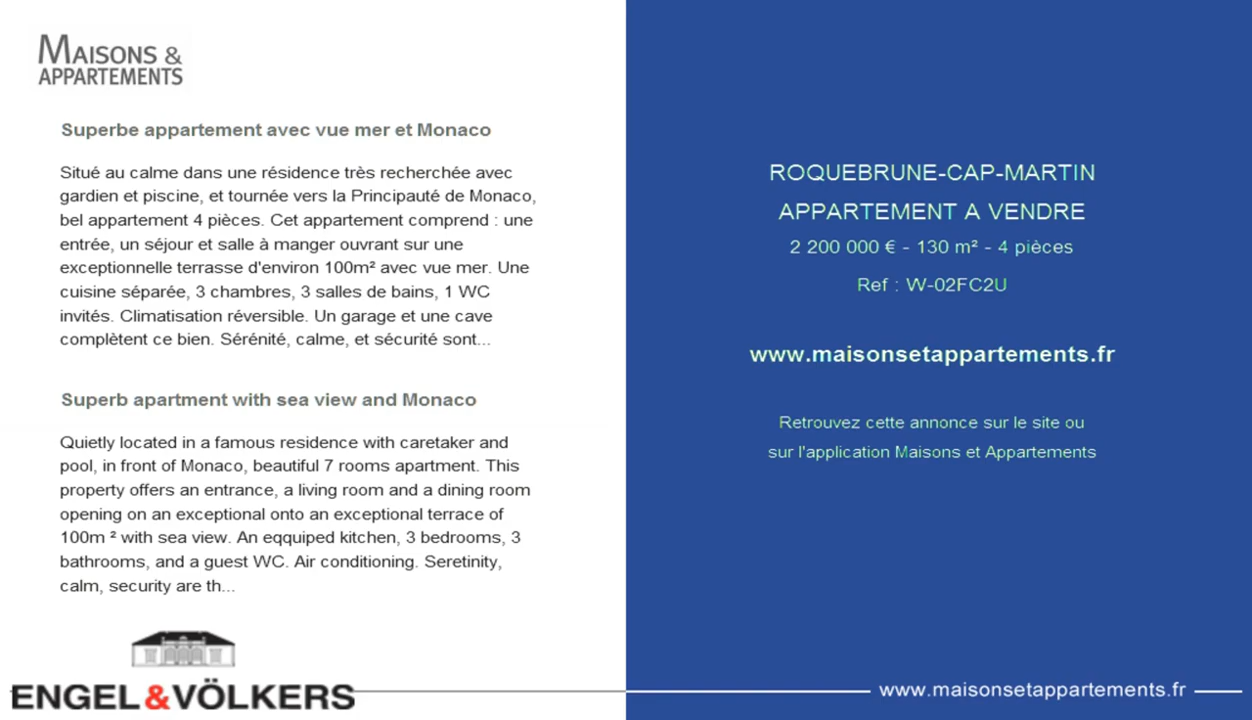 MAISONS &
APPARTEMENTS
Superbe appartement avec vue mer et Monaco
Situé au calme dans une résidence très recherchée avec
gardien et piscine, et tournée vers la Principauté de Monaco,
bel appartement 4 pièces. Cet appartement comprend : une
entrée, un séjour et salle à manger ouvrant sur une
exceptionnelle terrasse d'environ 100m² avec vue mer. Une
cuisine séparée, 3 chambres, 3 salles de bains, 1 WC
invités. Climatisation réversible. Un garage et une cave
complètent ce bien. Sérénité, calme, et sécurité sont...
Superb apartment with sea view and Monaco
Quietly located in a famous residence with caretaker and
pool, in front of Monaco, beautiful 7 rooms apartment. This
property offers an entrance, a living room and a dining room
opening on an exceptional onto an exceptional terrace of
100m ² with sea view. An eqquiped kitchen, 3 bedrooms, 3
bathrooms, and a guest WC. Air conditioning. Seretinity,
calm, security are th...
ENGEL&VÖLKERS
ROQUEBRUNE-CAP-MARTIN
APPARTEMENT A VENDRE
2 200 000 € - 130 m² - 4 pièces
Ref : W-02FC2U
www.maisonsetappartements.fr
Retrouvez cette annonce sur le site ou
sur l'application Maisons et Appartements
www.maisonsetappartements.fr